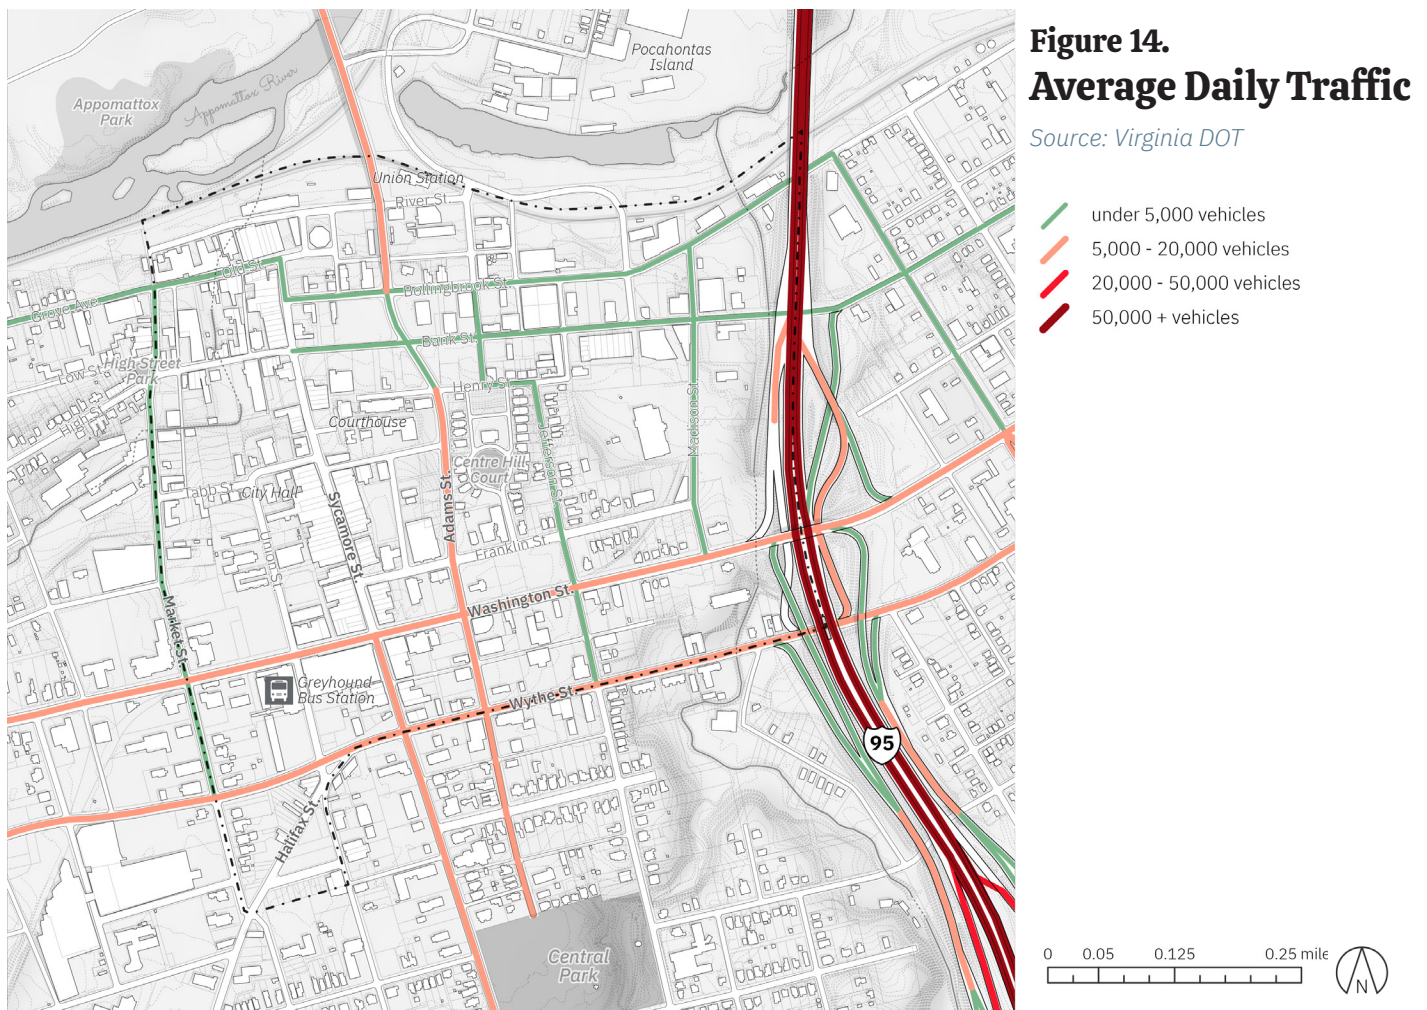 Figure 14.
Average Daily Traffic
Source: Virginia DOT
under 5,000 vehicles
5,000 - 20,000 vehicles
20,000 - 50,000 vehicles
50,000 + vehicles
0 0.05 0.125 0.25 mile
N
Pocahontas
Island
Appomattox
Park
Appomattox River
Union Station
River St.
Old St.
Grove Ave
Bollingbrook St.
Bank St.
High Street
Park
Low St.
High St.
Henry St.
Courthouse
Jefferson St.
Madison St.
Centre Hill
Court
Tabb St.
City Hall
Sycamore St.
Adams St.
Union St.
Franklin St.
Washington St.
Market St.
Greyhound
Bus Station
Wythe St.
95
Halifax St.
Central
Park